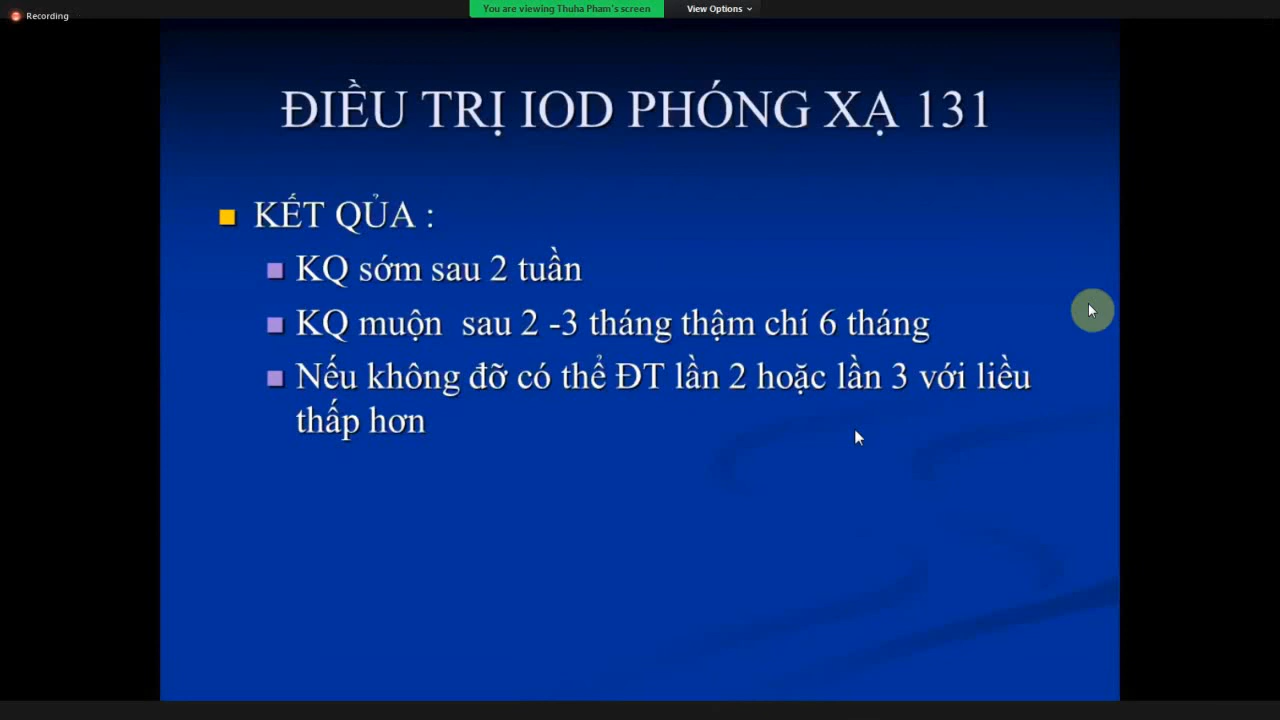 Recording
You are viewing Thuha Pham's screen
View Options
ĐIỀU TRỊ IOD PHÓNG XẠ 131
KẾT QỦA :
KQ sớm sau 2 tuần
KQ muộn sau 2 -3 tháng thậm chí 6 tháng
Nếu không đỡ có thể ĐT lần 2 hoặc lần 3 với liều
thấp hơn